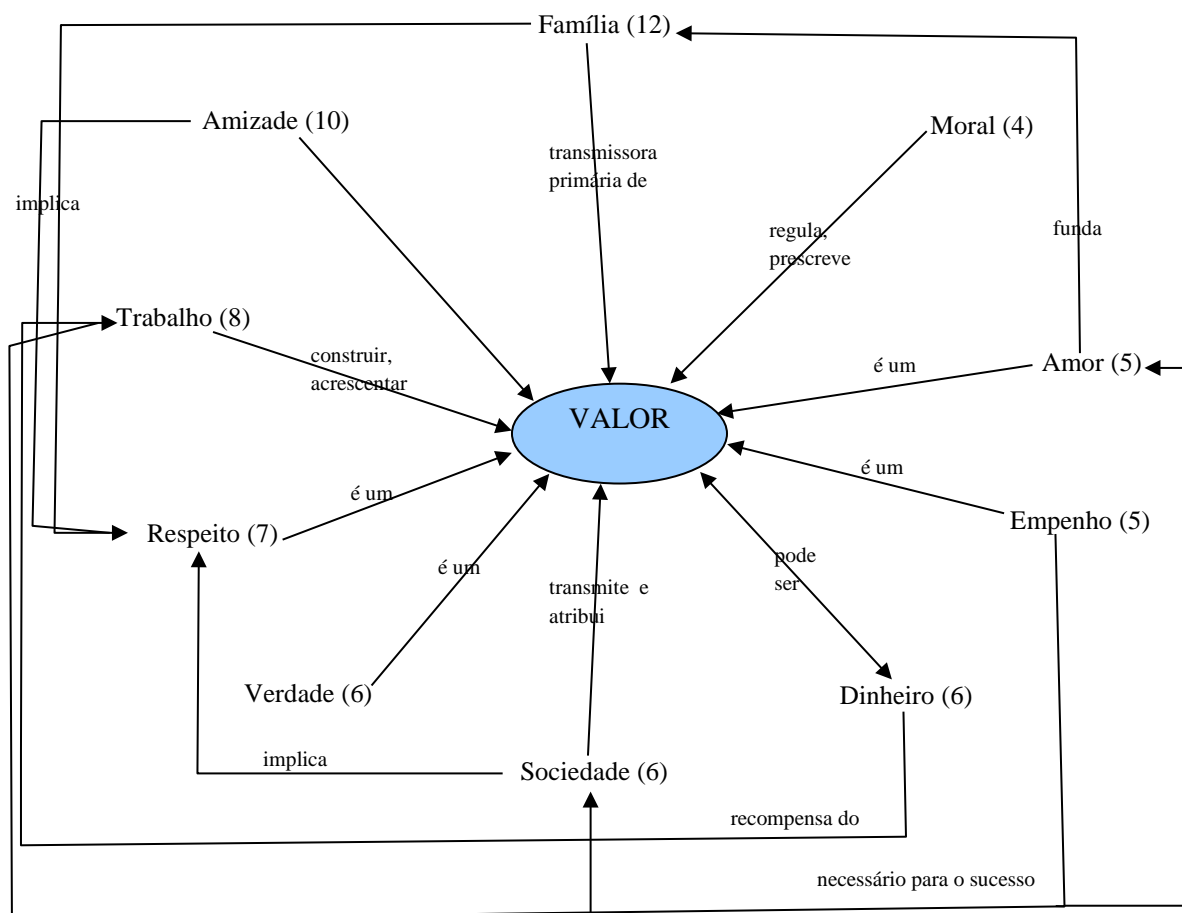 Família (12)
Amizade (10)
Moral (4)
transmissora
primária de
implica
regula,
prescreve
funda
Trabalho (8)
construir,
acrescentar
é um
Amor (5)
VALOR
é um
é um
Empenho (5)
Respeito (7)
é um
transmite e
atribui
pode
ser
Verdade (6)
Dinheiro (6)
implica
Sociedade (6)
recompensa do
necessário para o sucesso